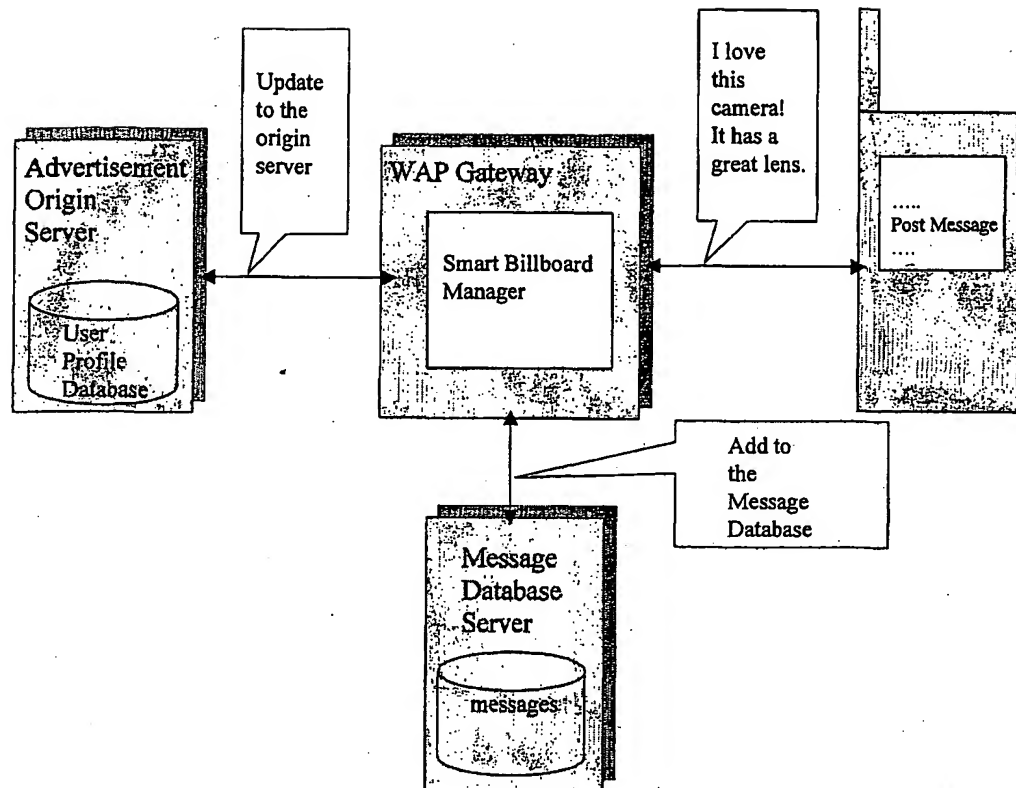 Update
to the
origin
server
I love
this
camera!
It has a
great lens.
Advertisement
Origin
Server
User
Profile
Database
WAP Gateway
Smart Billboard
Manager
.....
Post Message
....
Add to
the
Message
Database
Message
Database
Server
messages